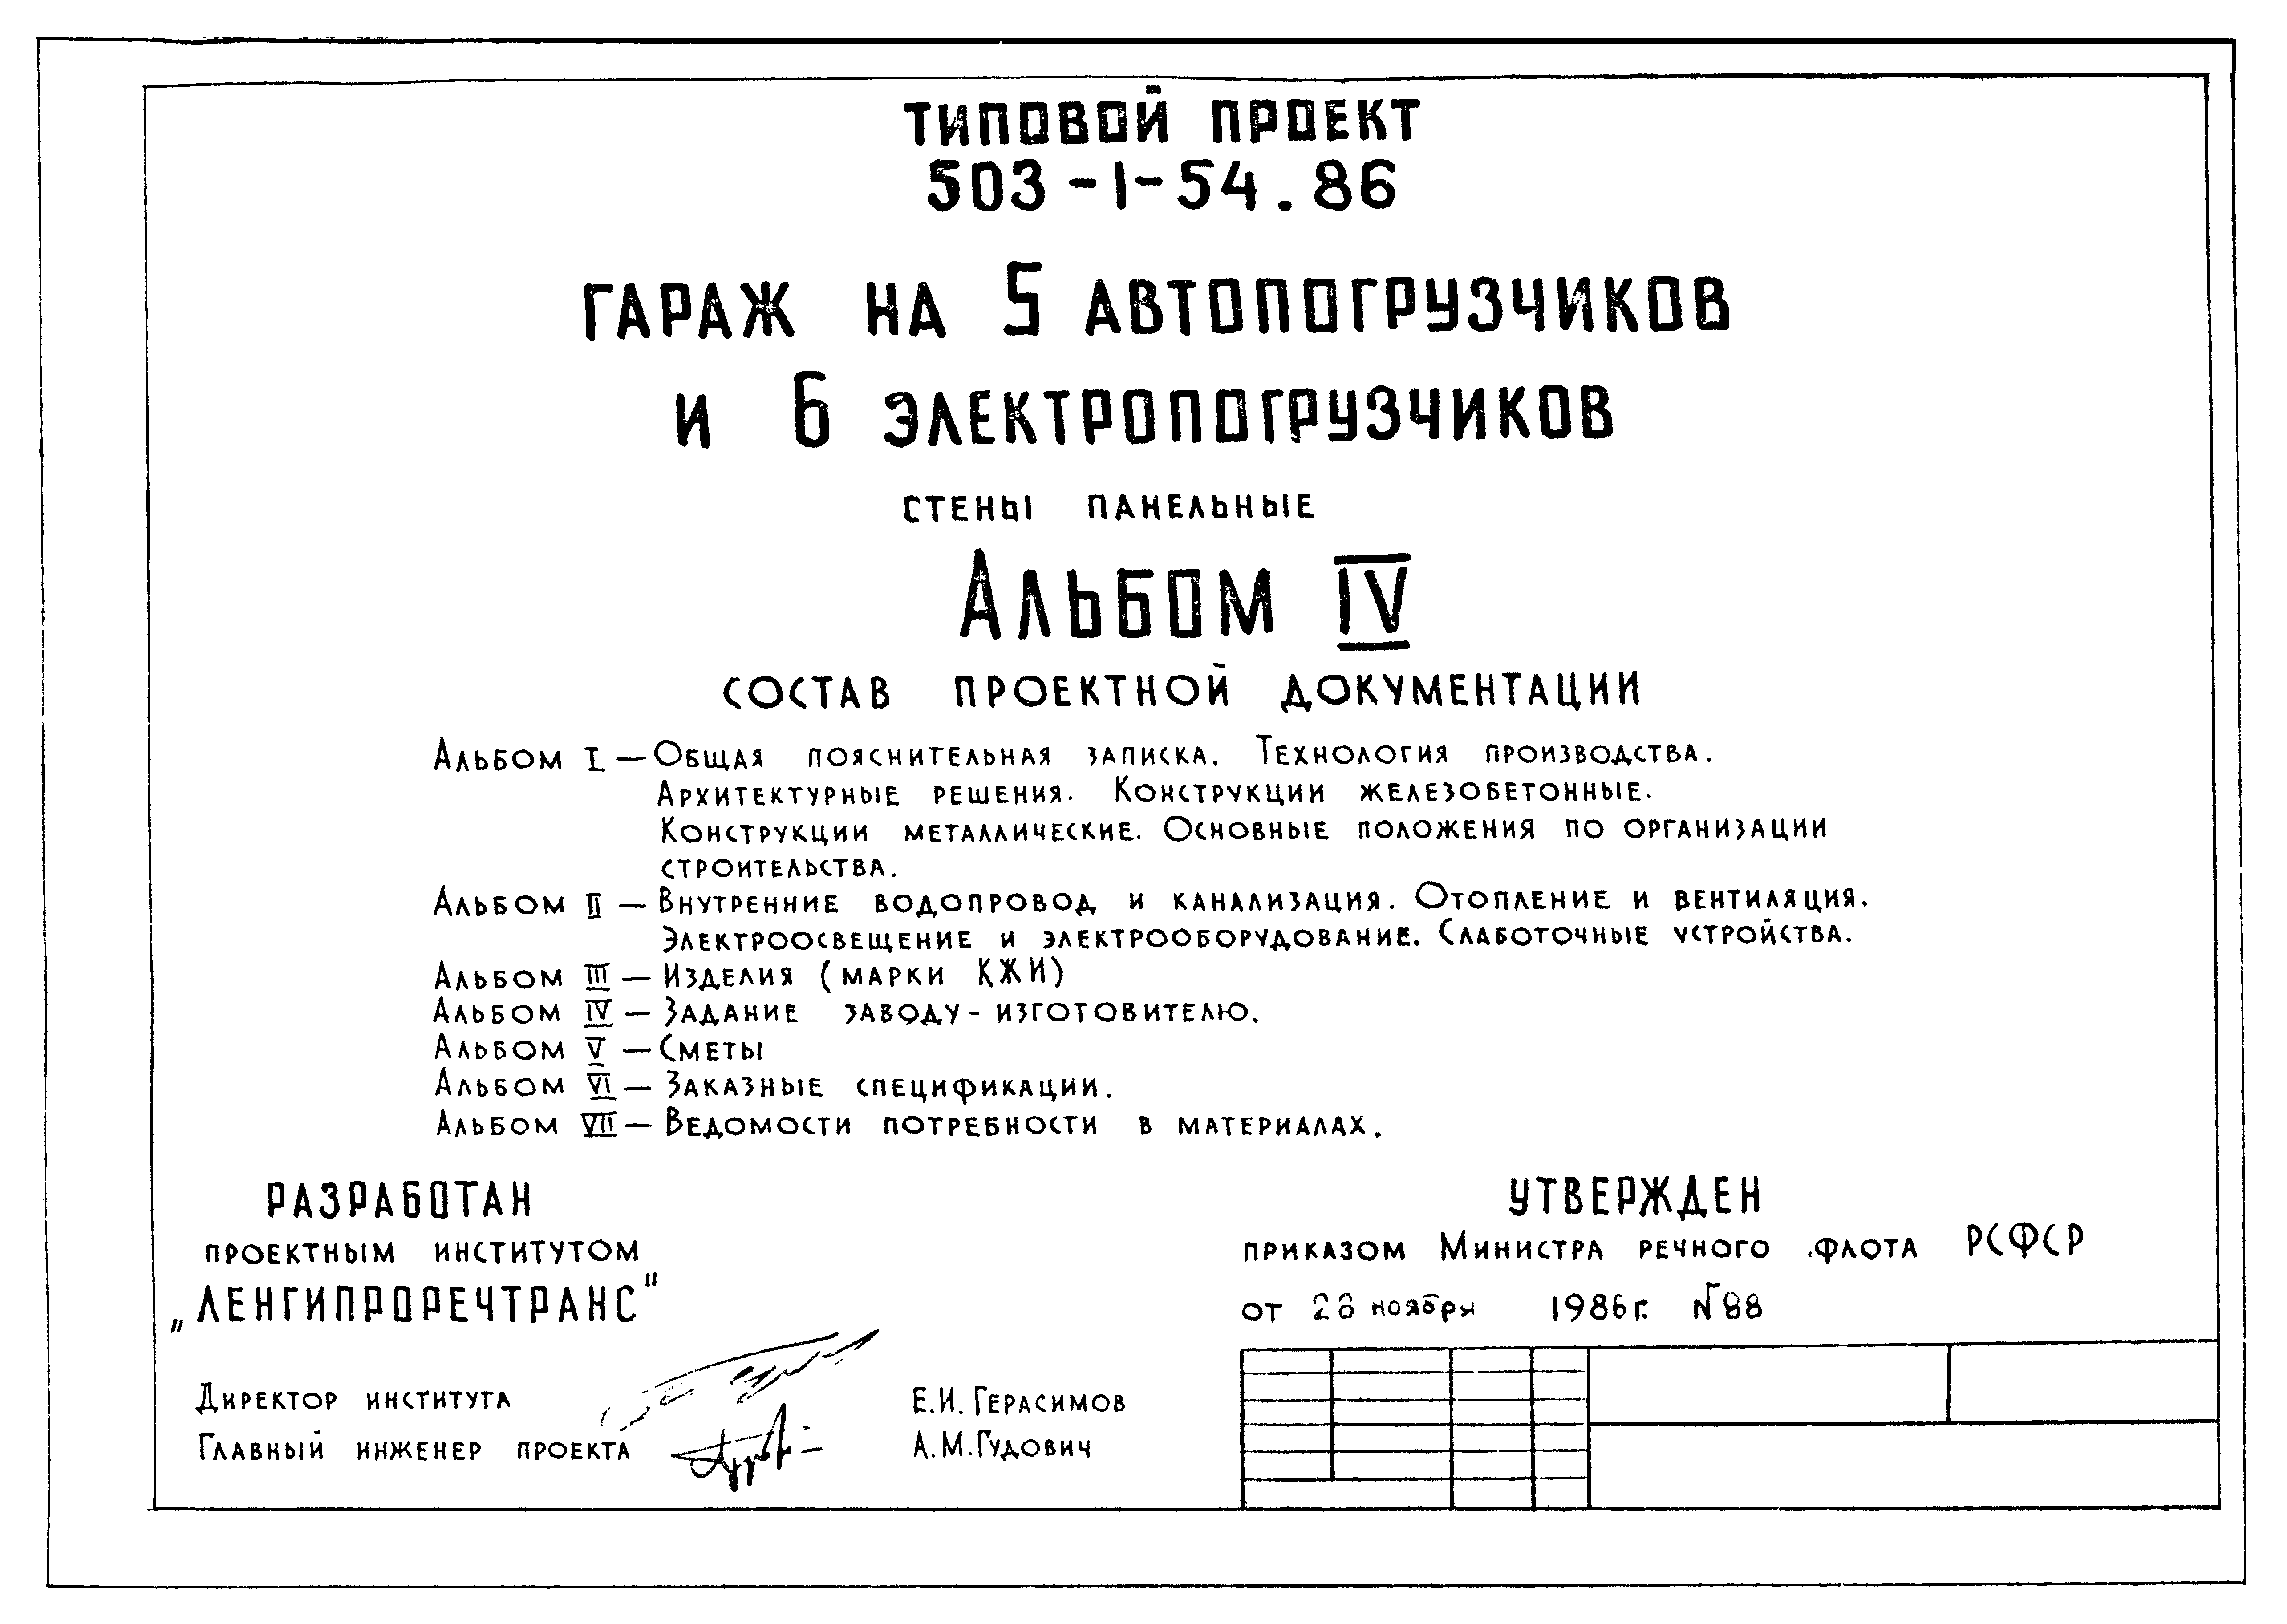 ТИПОВОЙ ПРОЕКТ
503-1-54.86
ГАРАЖ НА 5 АВТОПОГРУЗЧИКОВ
И 6 ЭЛЕКТРОПОГРУЗЧИКОВ
СТЕНЫ ПАНЕЛЬНЫЕ
АЛЬБОМ IV
СОСТАВ ПРОЕКТНОЙ ДОКУМЕНТАЦИИ
АЛЬБОМ I — ОБЩАЯ ПОЯСНИТЕЛЬНАЯ ЗАПИСКА. ТЕХНОЛОГИЯ ПРОИЗВОДСТВА.
АРХИТЕКТУРНЫЕ РЕШЕНИЯ. КОНСТРУКЦИИ ЖЕЛЕЗОБЕТОННЫЕ.
КОНСТРУКЦИИ МЕТАЛЛИЧЕСКИЕ. ОСНОВНЫЕ ПОЛОЖЕНИЯ ПО ОРГАНИЗАЦИИ
СТРОИТЕЛЬСТВА.
АЛЬБОМ II — ВНУТРЕННИЕ ВОДОПРОВОД И КАНАЛИЗАЦИЯ. ОТОПЛЕНИЕ И ВЕНТИЛЯЦИЯ.
ЭЛЕКТРООСВЕЩЕНИЕ И ЭЛЕКТРООБОРУДОВАНИЕ. СЛАБОТОЧНЫЕ УСТРОЙСТВА.
АЛЬБОМ III — ИЗДЕЛИЯ (МАРКИ КЖИ)
АЛЬБОМ IV — ЗАДАНИЕ ЗАВОДУ-ИЗГОТОВИТЕЛЮ.
АЛЬБОМ V — СМЕТЫ
АЛЬБОМ VI — ЗАКАЗНЫЕ СПЕЦИФИКАЦИИ.
АЛЬБОМ VII — ВЕДОМОСТИ ПОТРЕБНОСТИ В МАТЕРИАЛАХ.
РАЗРАБОТАН
ПРОЕКТНЫМ ИНСТИТУТОМ
„ЛЕНГИПРОРЕЧТРАНС"
ДИРЕКТОР ИНСТИТУТА Е.И. ГЕРАСИМОВ
ГЛАВНЫЙ ИНЖЕНЕР ПРОЕКТА А.М. ГУДОВИЧ
УТВЕРЖДЕН
ПРИКАЗОМ МИНИСТРА РЕЧНОГО ФЛОТА РСФСР
ОТ ноября 1986г. № 88